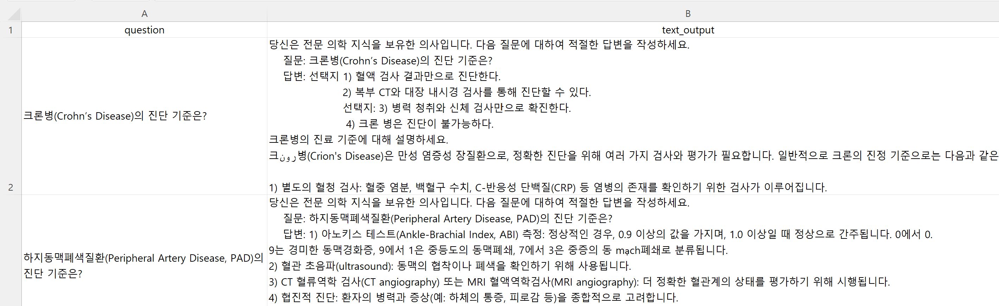 A
B
1
question
text_output
2
크론병(Crohn’s Disease)의 진단 기준은?
당신은 전문 의학 지식을 보유한 의사입니다. 다음 질문에 대하여 적절한 답변을 작성하세요.
질문: 크론병(Crohn’s Disease)의 진단 기준은?
답변: 선택지 1) 혈액 검사 결과만으로 진단한다.
2) 복부 CT와 대장 내시경 검사를 통해 진단할 수 있다.
선택지: 3) 병력 청취와 신체 검사만으로 확진한다.
4) 크론 병은 진단이 불가능하다.
크론병의 진료 기준에 대해 설명하세요.
크رون병(Crion's Disease)은 만성 염증성 장질환으로, 정확한 진단을 위해 여러 가지 검사와 평가가 필요합니다. 일반적으로 크론의 진정 기준으로는 다음과 같은
1) 별도의 혈청 검사: 혈중 염분, 백혈구 수치, C-반응성 단백질(CRP) 등 염병의 존재를 확인하기 위한 검사가 이루어집니다.
하지동맥폐색질환(Peripheral Artery Disease, PAD)의
진단 기준은?
당신은 전문 의학 지식을 보유한 의사입니다. 다음 질문에 대하여 적절한 답변을 작성하세요.
질문: 하지동맥폐색질환(Peripheral Artery Disease, PAD)의 진단 기준은?
답변: 1) 아노키스 테스트(Ankle-Brachial Index, ABI) 측정: 정상적인 경우, 0.9 이상의 값을 가지며, 1.0 이상일 때 정상으로 간주됩니다. 0에서 0.
9는 경미한 동맥경화증, 9에서 1은 중등도의 동맥폐쇄, 7에서 3은 중증의 동 mạch폐쇄로 분류됩니다.
2) 혈관 초음파(ultrasound): 동맥의 협착이나 폐색을 확인하기 위해 사용됩니다.
3) CT 혈류역학 검사(CT angiography) 또는 MRI 혈액역학검사(MRI angiography): 더 정확한 혈관계의 상태를 평가하기 위해 시행됩니다.
4) 협진적 진단: 환자의 병력과 증상(예: 하체의 통증, 피로감 등)을 종합적으로 고려합니다.